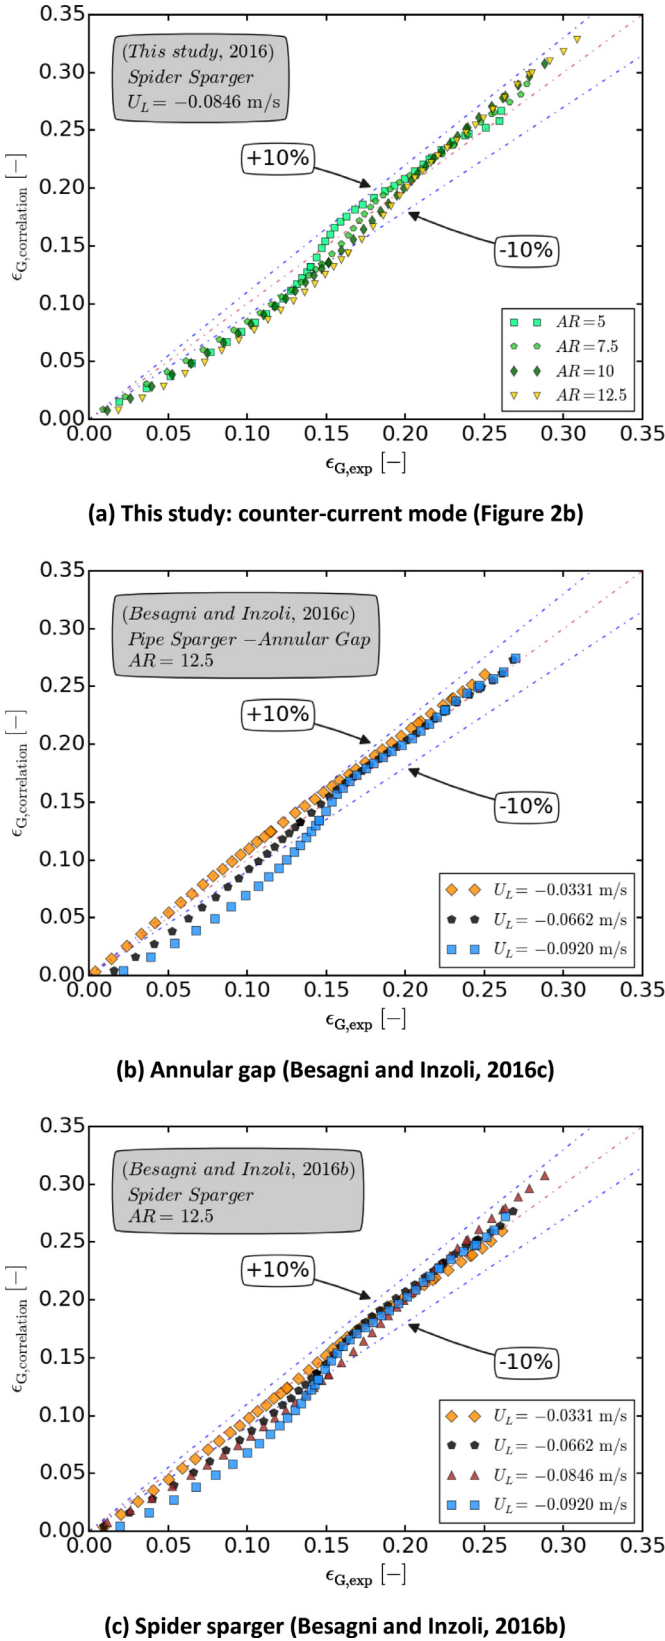 0.35
0.30
0.25
0.20
0.15
0.10
0.05
0.00
ϵG,correlation [−]
(This study, 2016)
Spider Sparger
UL = −0.0846 m/s
+10%
-10%
AR = 5
AR = 7.5
AR = 10
AR = 12.5
0.00 0.05 0.10 0.15 0.20 0.25 0.30 0.35
ϵG,exp [−]
(a) This study: counter-current mode (Figure 2b)
0.35
0.30
0.25
0.20
0.15
0.10
0.05
0.00
ϵG,correlation [−]
(Besagni and Inzoli, 2016c)
Pipe Sparger −Annular Gap
AR = 12.5
+10%
-10%
UL = −0.0331 m/s
UL = −0.0662 m/s
UL = −0.0920 m/s
0.00 0.05 0.10 0.15 0.20 0.25 0.30 0.35
ϵG,exp [−]
(b) Annular gap (Besagni and Inzoli, 2016c)
0.35
0.30
0.25
0.20
0.15
0.10
0.05
0.00
ϵG,correlation [−]
(Besagni and Inzoli, 2016b)
Spider Sparger
AR = 12.5
+10%
-10%
UL = −0.0331 m/s
UL = −0.0662 m/s
UL = −0.0846 m/s
UL = −0.0920 m/s
0.00 0.05 0.10 0.15 0.20 0.25 0.30 0.35
ϵG,exp [−]
(c) Spider sparger (Besagni and Inzoli, 2016b)